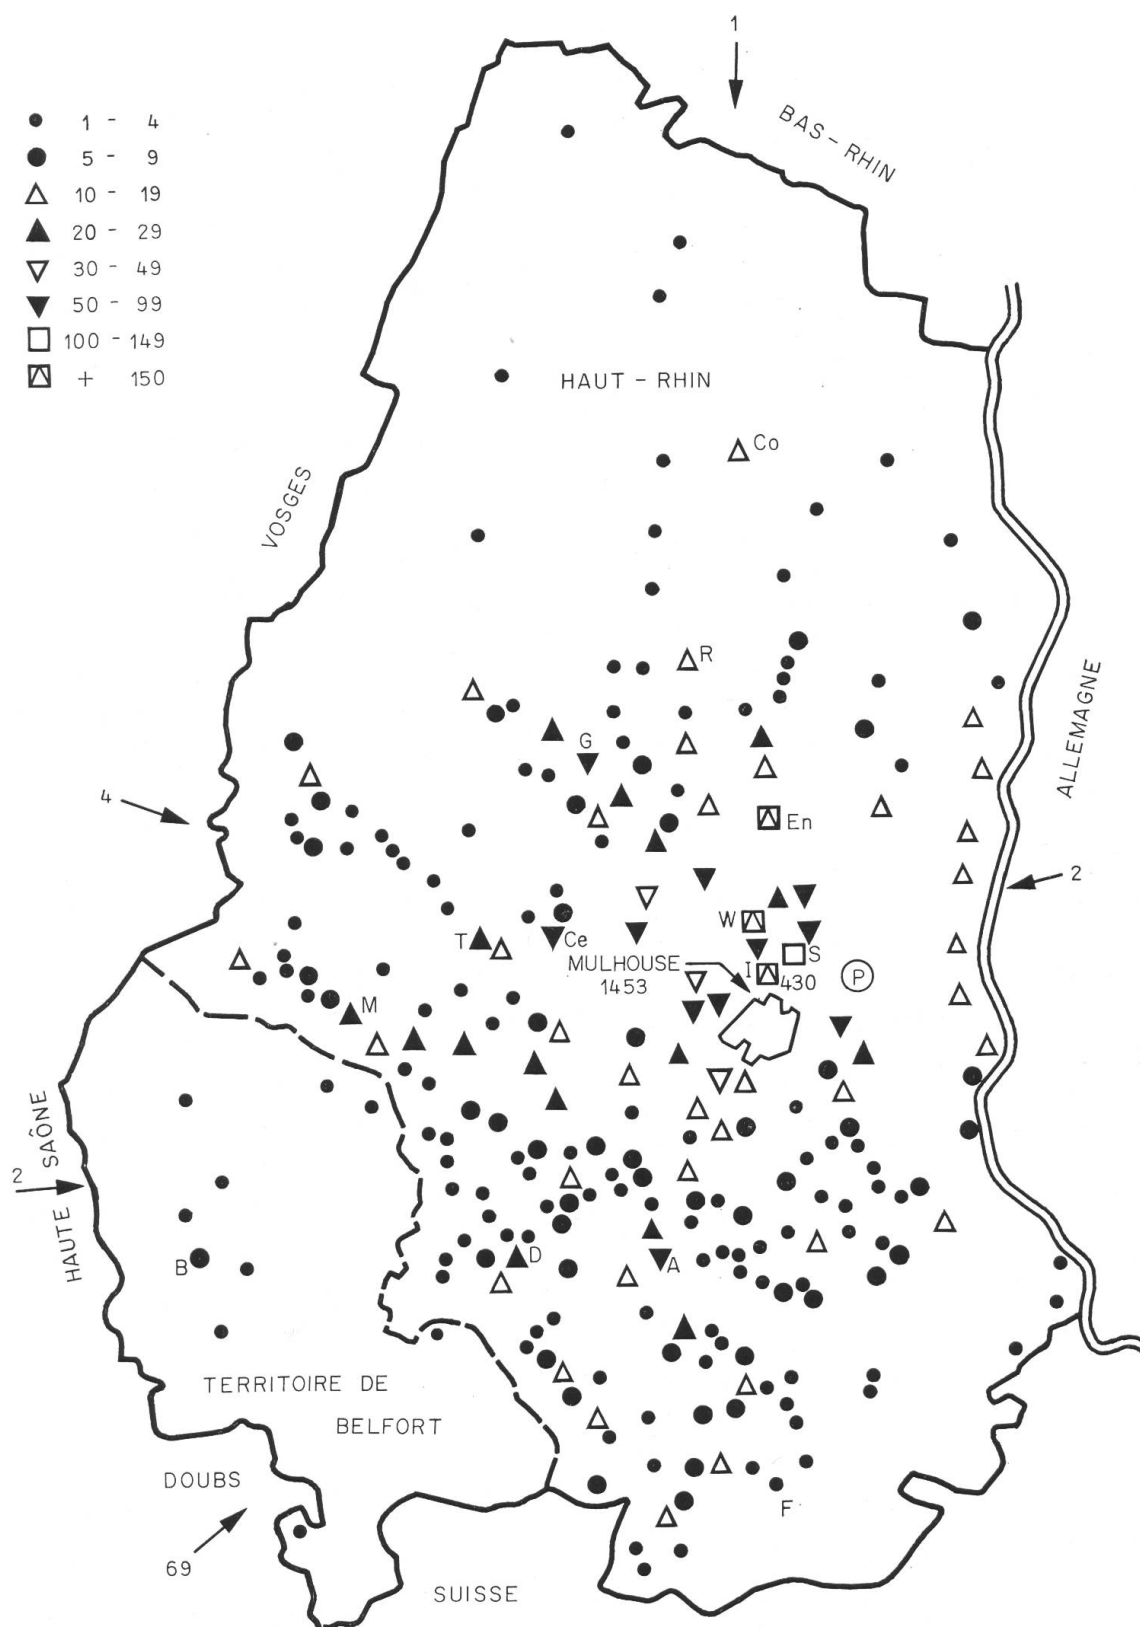 1
BAS-RHIN
1 - 4
5 - 9
10 - 19
20 - 29
30 - 49
50 - 99
100 - 149
+ 150
HAUT-RHIN
Co
VOSGES
R
ALLEMAGNE
G
4
En
2
W
T
Ce
S
MULHOUSE
1453
I
430
P
M
HAUTE SAÔNE
2
B
D
A
TERRITOIRE DE
BELFORT
DOUBS
F
69
SUISSE